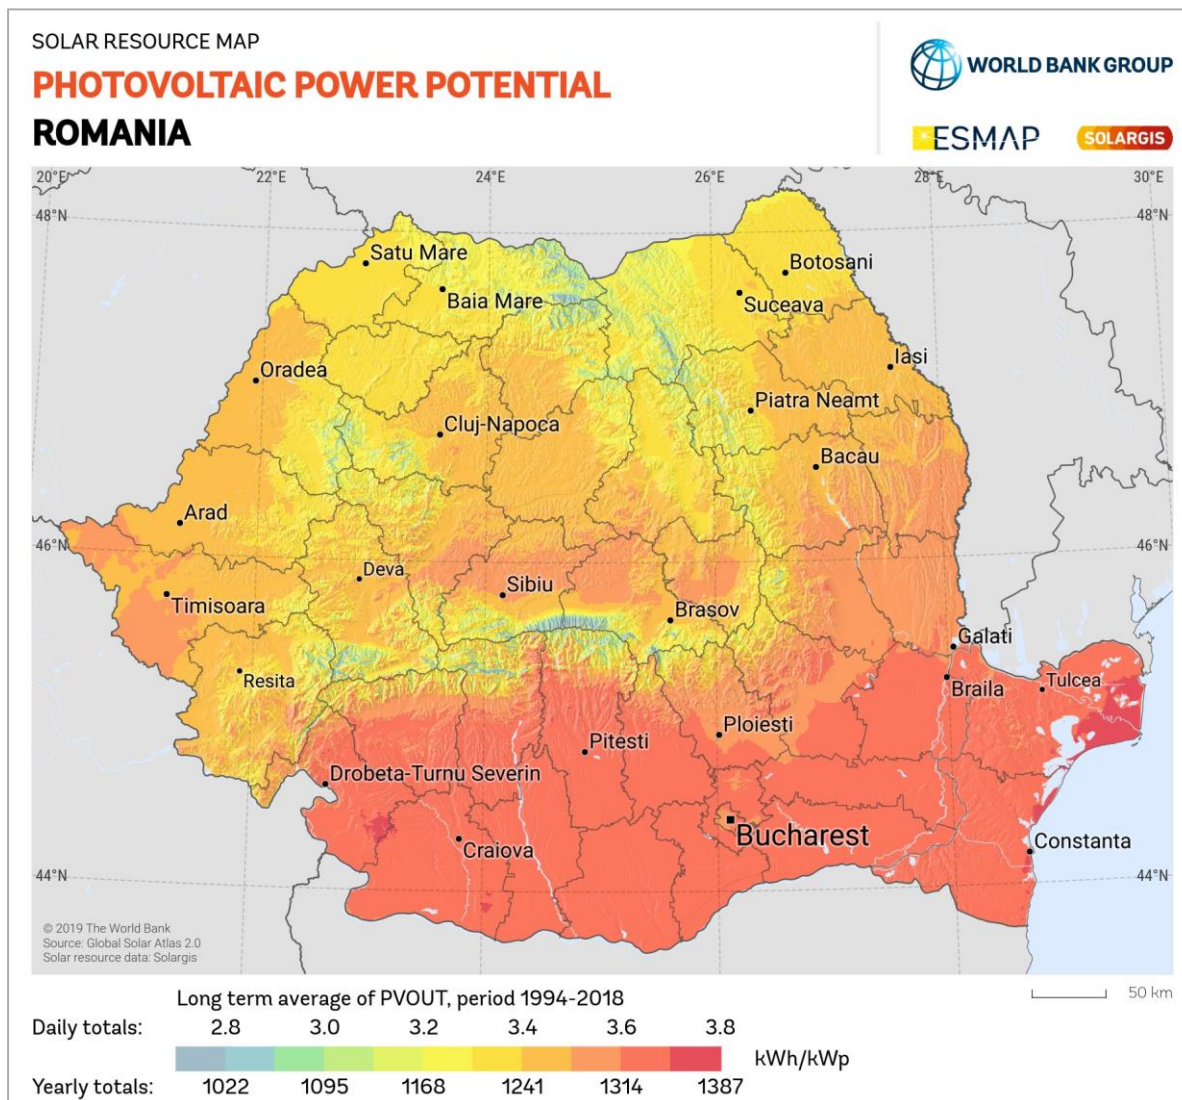 SOLAR RESOURCE MAP
PHOTOVOLTAIC POWER POTENTIAL
ROMANIA
WORLD BANK GROUP
ESMAP
SOLARGIS
20°E 22°E 24°E 26°E 28°E 30°E
48°N 48°N
Satu Mare
Botosani
Baia Mare
Suceava
Iasi
Oradea
Piatra Neamt
Cluj-Napoca
Bacau
Arad
46°N 46°N
Deva
Sibiu
Timisoara
Brasov
Galati
Resita
Tulcea
Braila
Ploiesti
Pitesti
Drobeta-Turnu Severin
Bucharest
Constanta
Craiova
44°N 44°N
© 2019 The World Bank
Source: Global Solar Atlas 2.0
Solar resource data: Solargis
50 km
Long term average of PVOUT, period 1994-2018
Daily totals: 2.8 3.0 3.2 3.4 3.6 3.8
kWh/kWp
Yearly totals: 1022 1095 1168 1241 1314 1387